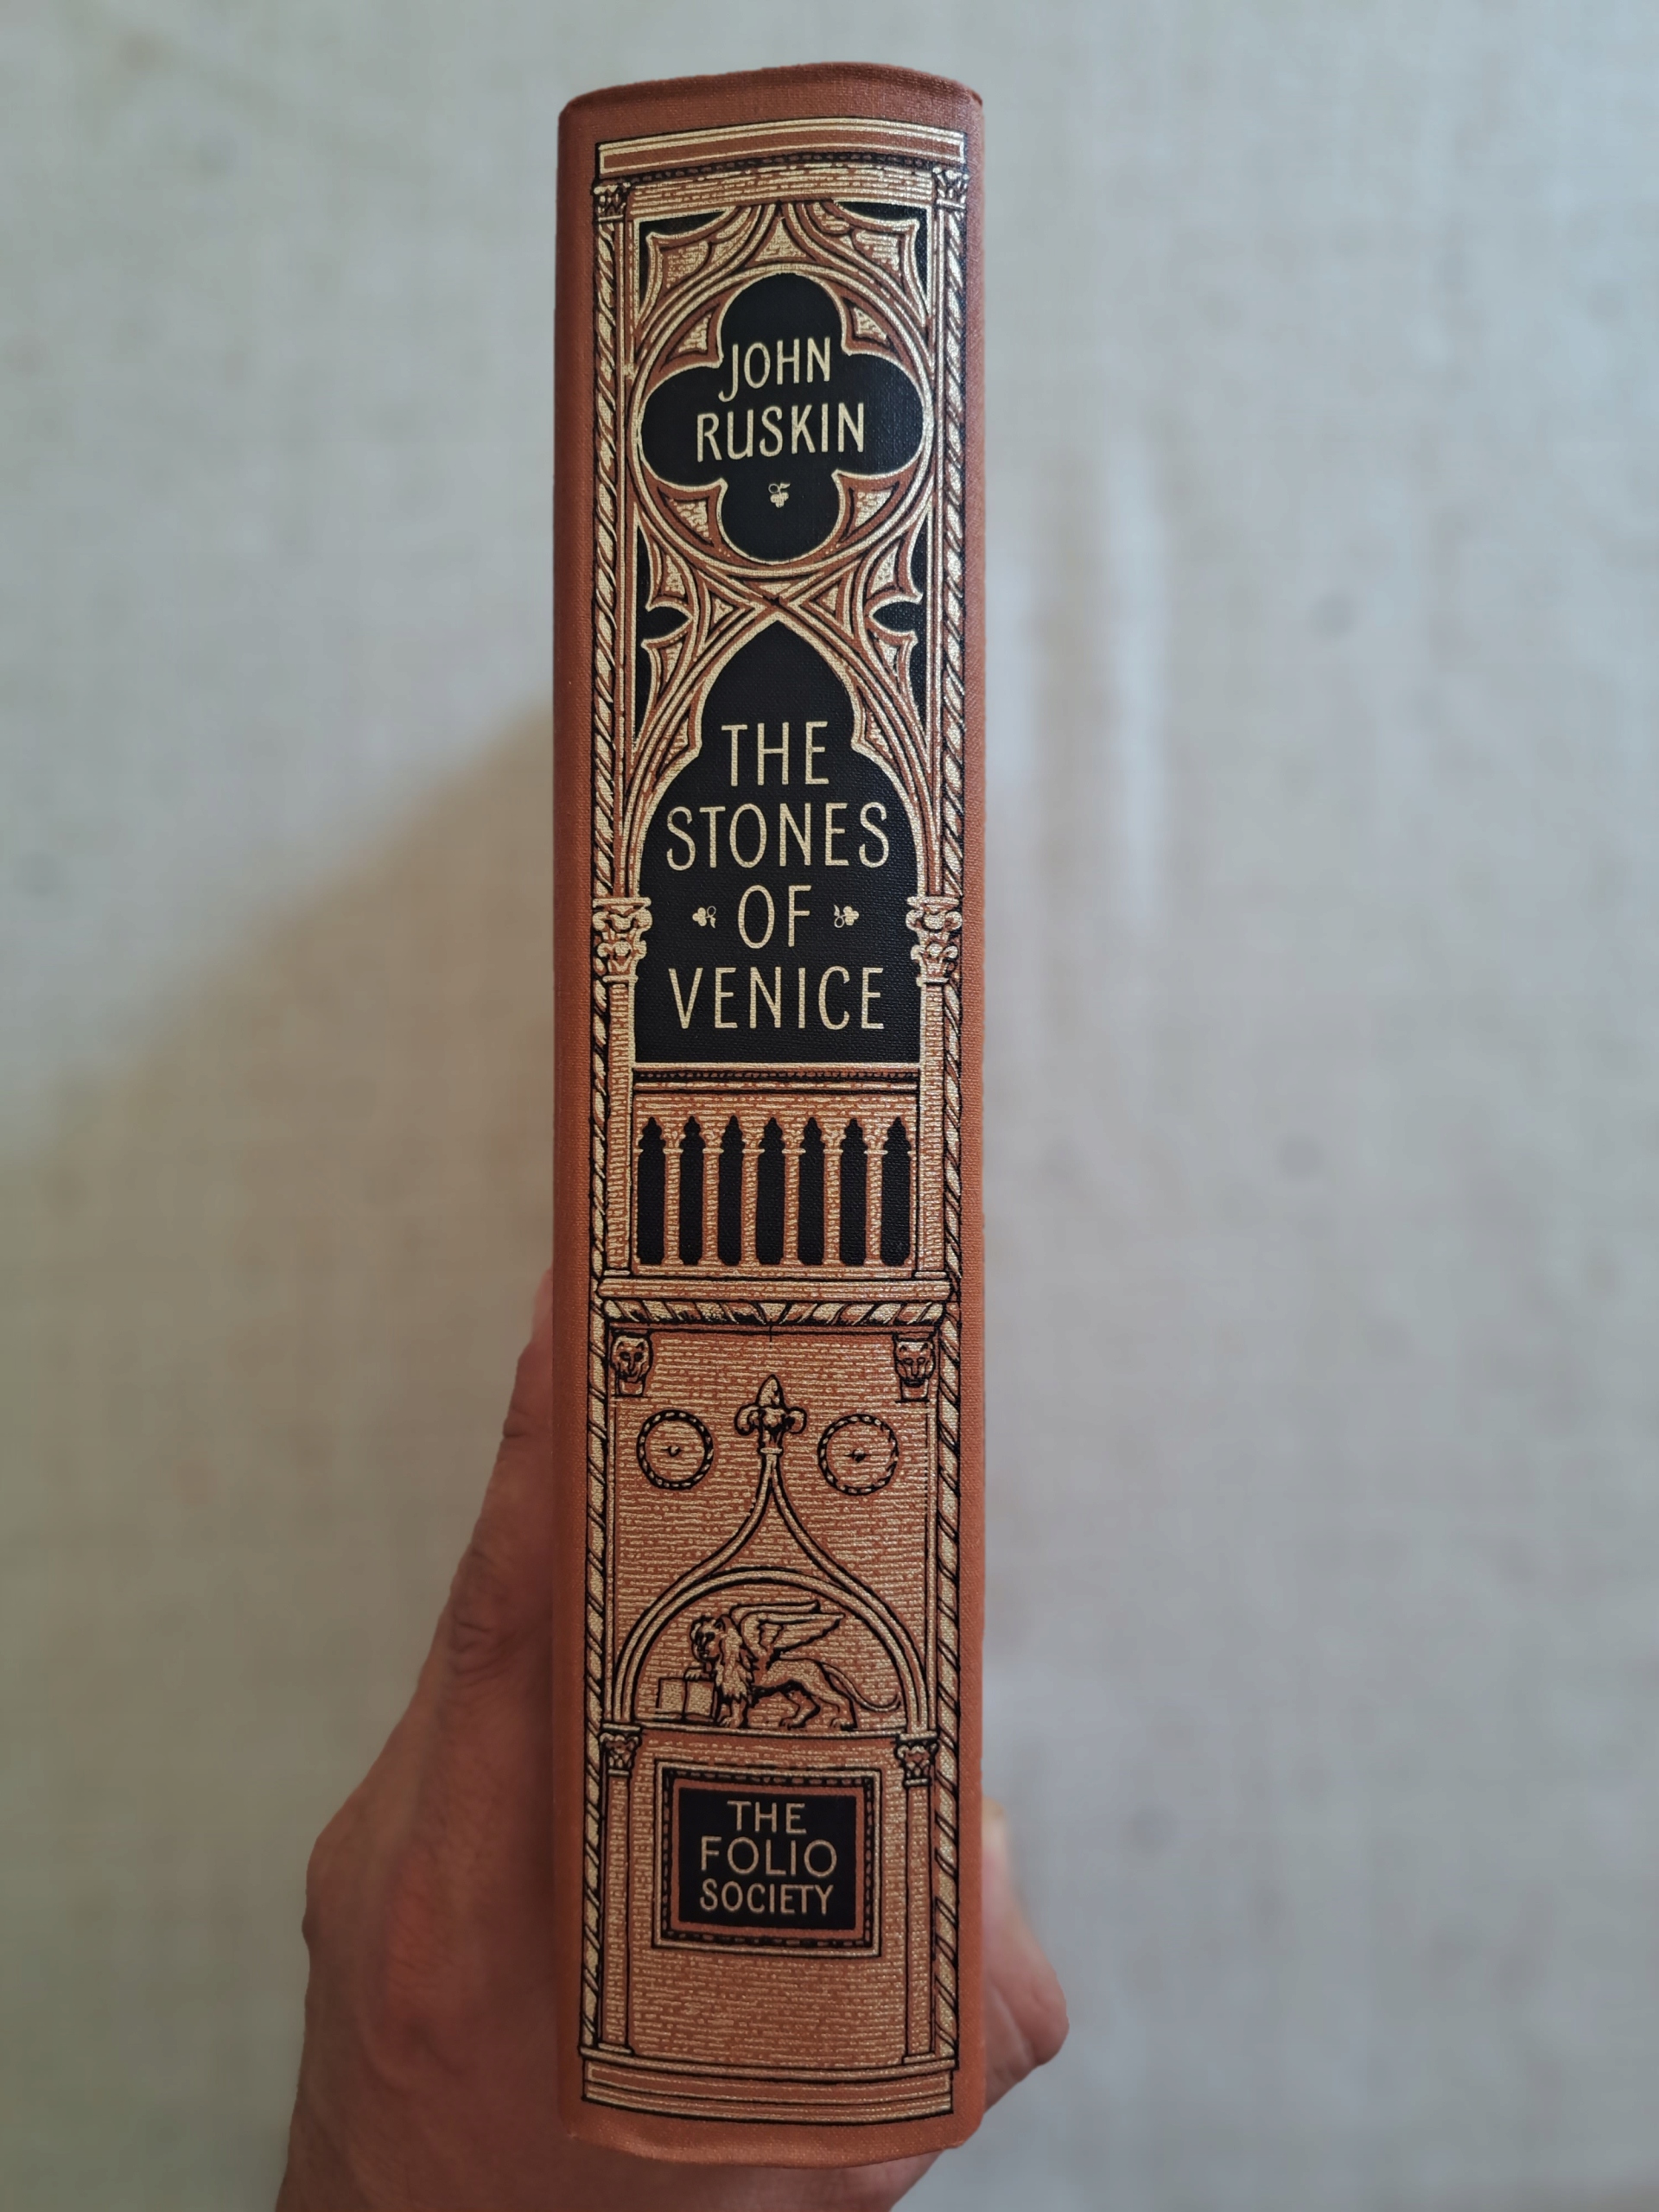 JOHN
RUSKIN
THE
STONES
OF
VENICE
THE
FOLIO
SOCIETY